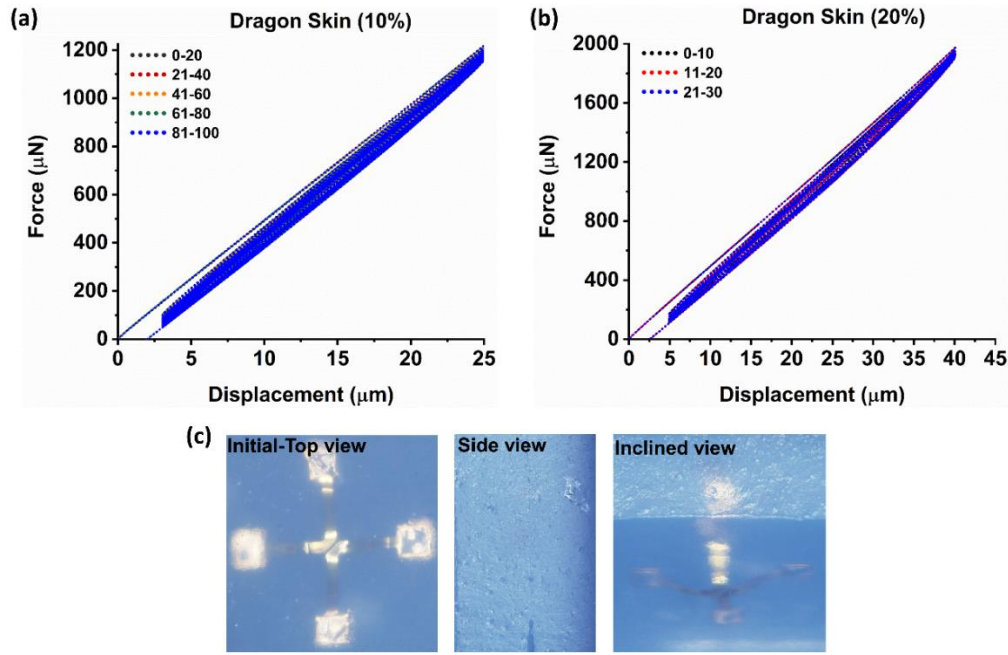 (a)
Dragon Skin (10%)
1200
1000
800
600
400
200
0
0-20
21-40
41-60
61-80
81-100
Force (μN)
0 5 10 15 20 25
Displacement (μm)
(b)
Dragon Skin (20%)
2000
1600
1200
800
400
0
0-10
11-20
21-30
Force (μN)
0 5 10 15 20 25 30 35 40 45
Displacement (μm)
(c)
Initial-Top view
Side view
Inclined view